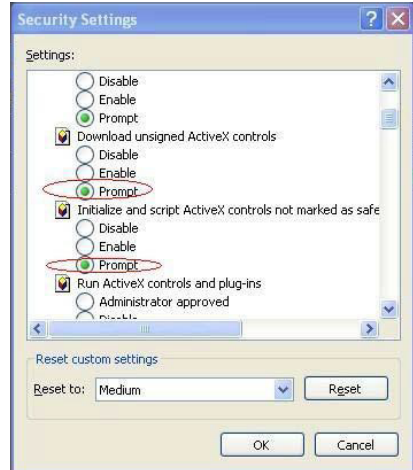 Security Settings
Settings:
Disable
Enable
Prompt
Download unsigned ActiveX controls
Disable
Enable
Prompt
Initialize and script ActiveX controls not marked as safe
Disable
Enable
Prompt
Run ActiveX controls and plug-ins
Administrator approved
Disable
Reset custom settings
Reset to: Medium Reset
OK Cancel